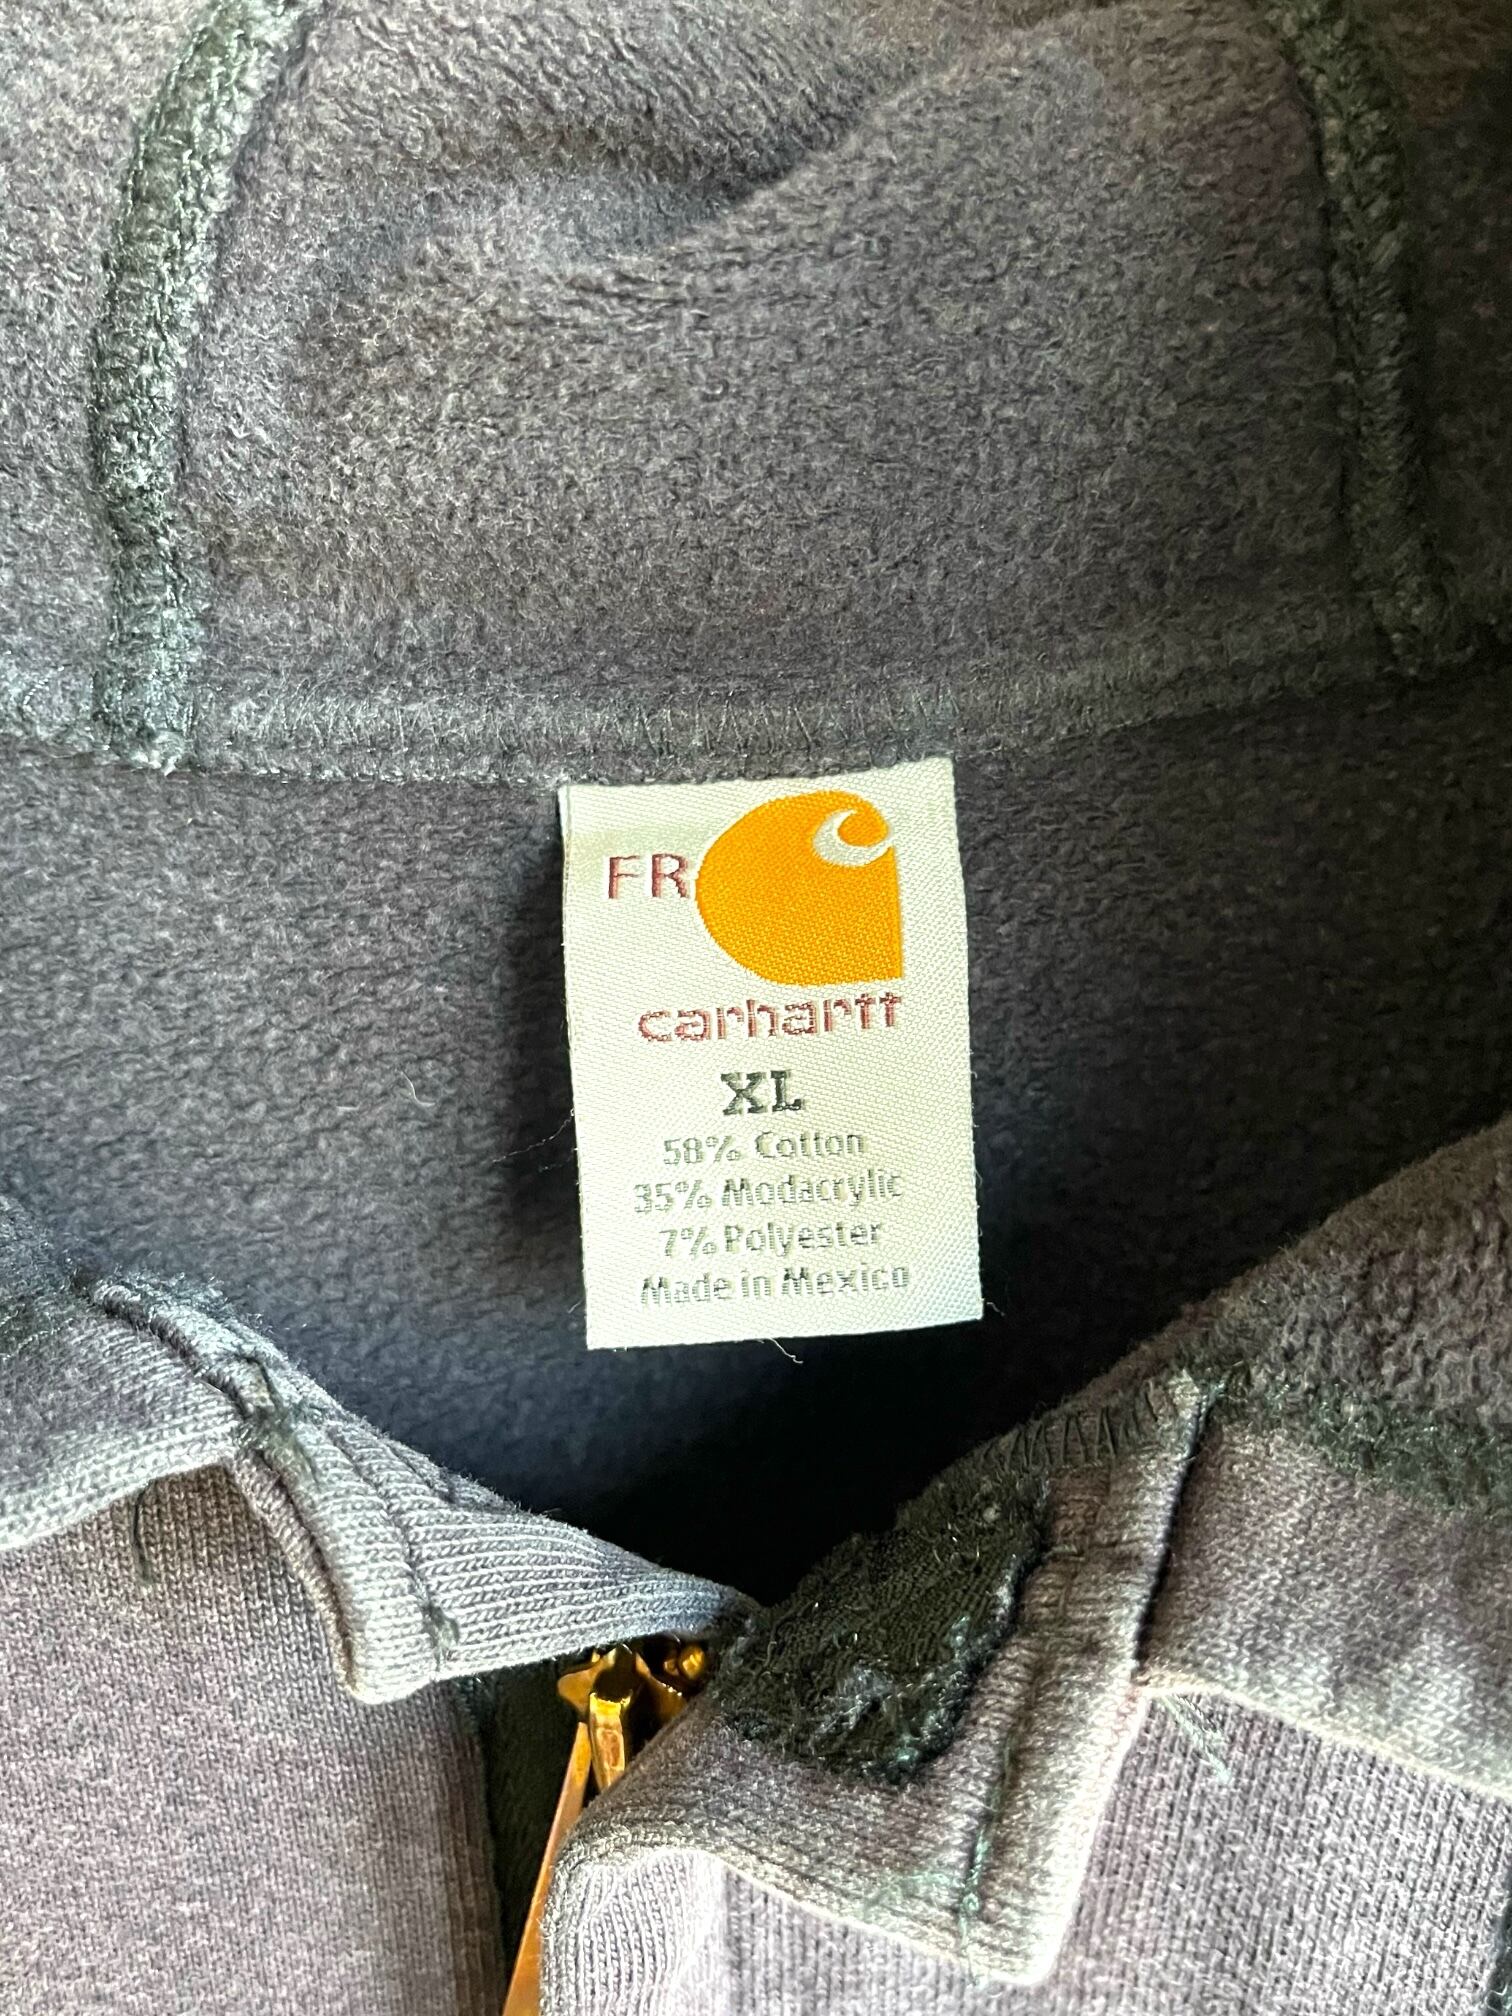 FR
carhartt
XL
58% Cotton
35% Modacrylic
7% Polyester
Made in Mexico